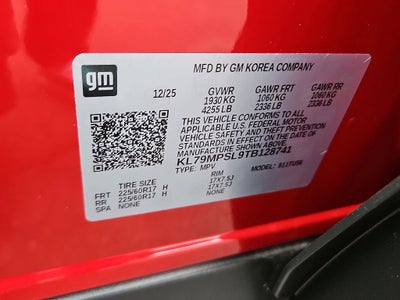 gm
MFD BY GM KOREA COMPANY
12/25 GVWR GAWR FRT GAWR RR
1930 KG 1060 KG 1060 KG
4255 LB 2336 LB 2336 LB
THIS VEHICLE CONFORMS TO ALL
APPLICABLE U.S. FEDERAL MOTOR
VEHICLE SAFETY AND THEFT PREVENTION
STANDARDS IN EFFECT ON THE DATE OF
MANUFACTURE SHOWN ABOVE.
KL79MPSL9TB128741
TYPE: MPV
TIRE SIZE RIM
FRT 225/60R17 H 17X7.5J
RR 225/60R17 H 17X7.5J
SPA NONE NONE
MODEL: